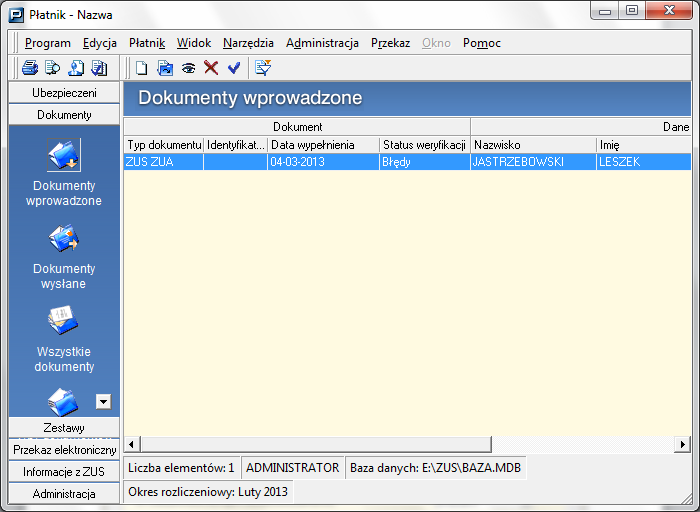 Płatnik - Nazwa
Program Edycja Płatnik Widok Narzędzia Administracja Przekaz Okno Pomoc
Ubezpieczeni
Dokumenty
Dokumenty
wprowadzone
Dokumenty
wysłane
Wszystkie
dokumenty
Zestawy
Przekaz elektroniczny
Informacje z ZUS
Administracja
Dokumenty wprowadzone
Dokument Dane
Typ dokumentu Identyfikat... Data wypełnienia Status weryfikacji Nazwisko Imię
ZUS ZUA 04-03-2013 Błędy JASTRZEBOWSKI LESZEK
Liczba elementów: 1 ADMINISTRATOR Baza danych: E:\ZUS\BAZA.MDB
Okres rozliczeniowy: Luty 2013